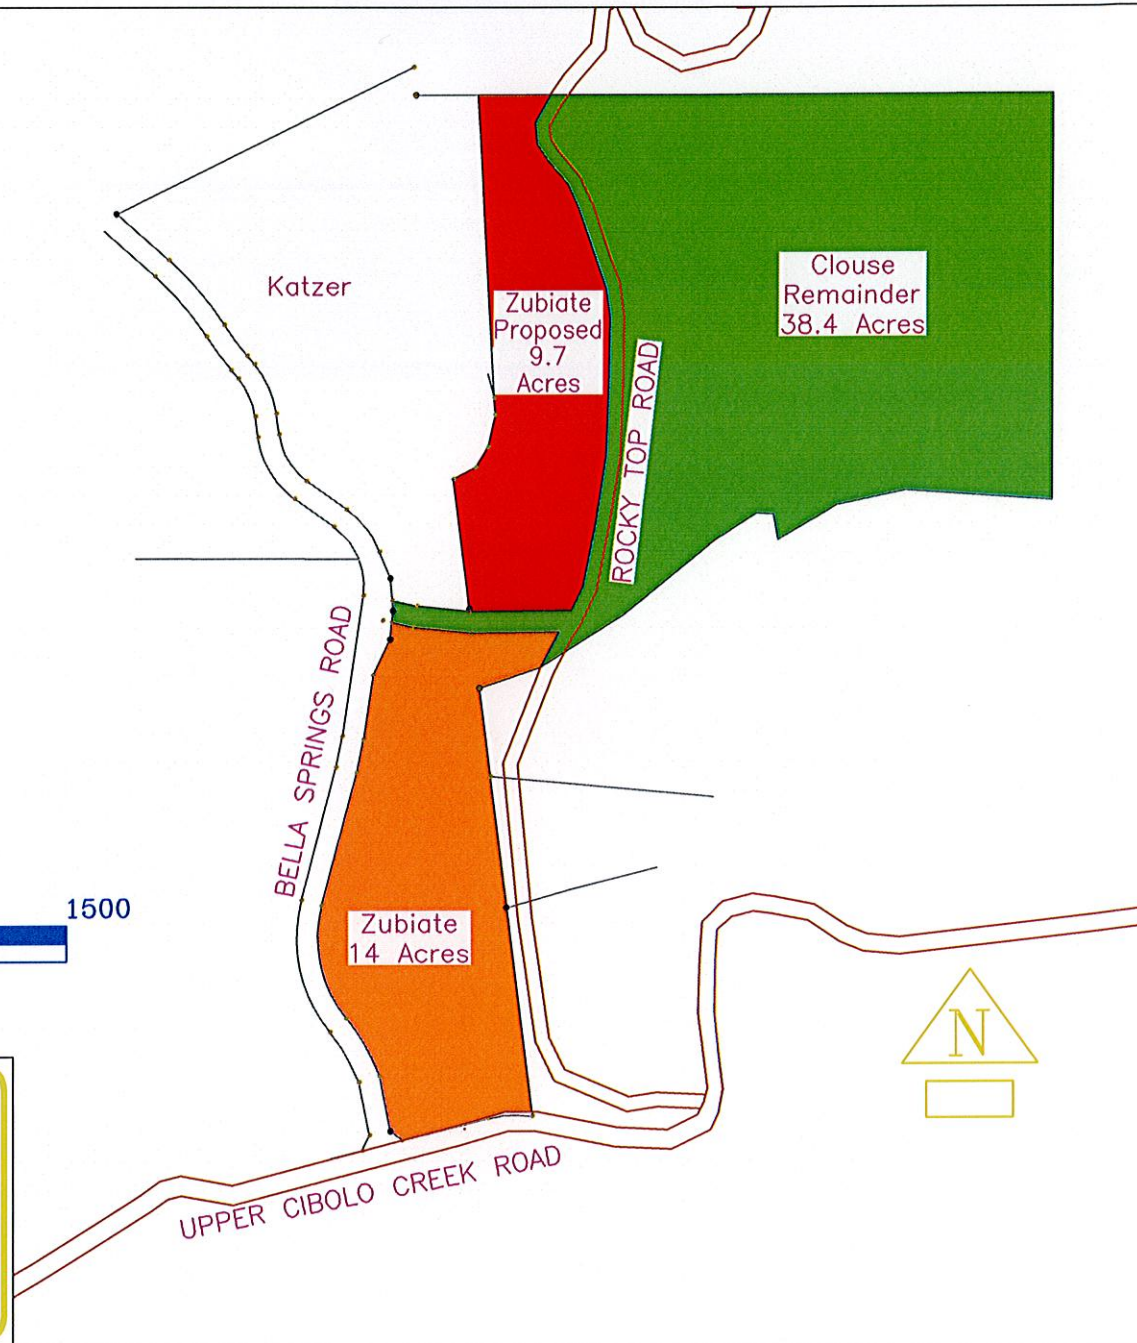 Katzer
Zubiate
Proposed
9.7
Acres
Clouse
Remainder
38.4 Acres
ROCKY TOP ROAD
BELLA SPRINGS ROAD
1500
Zubiate
14 Acres
N
UPPER CIBOLO CREEK ROAD